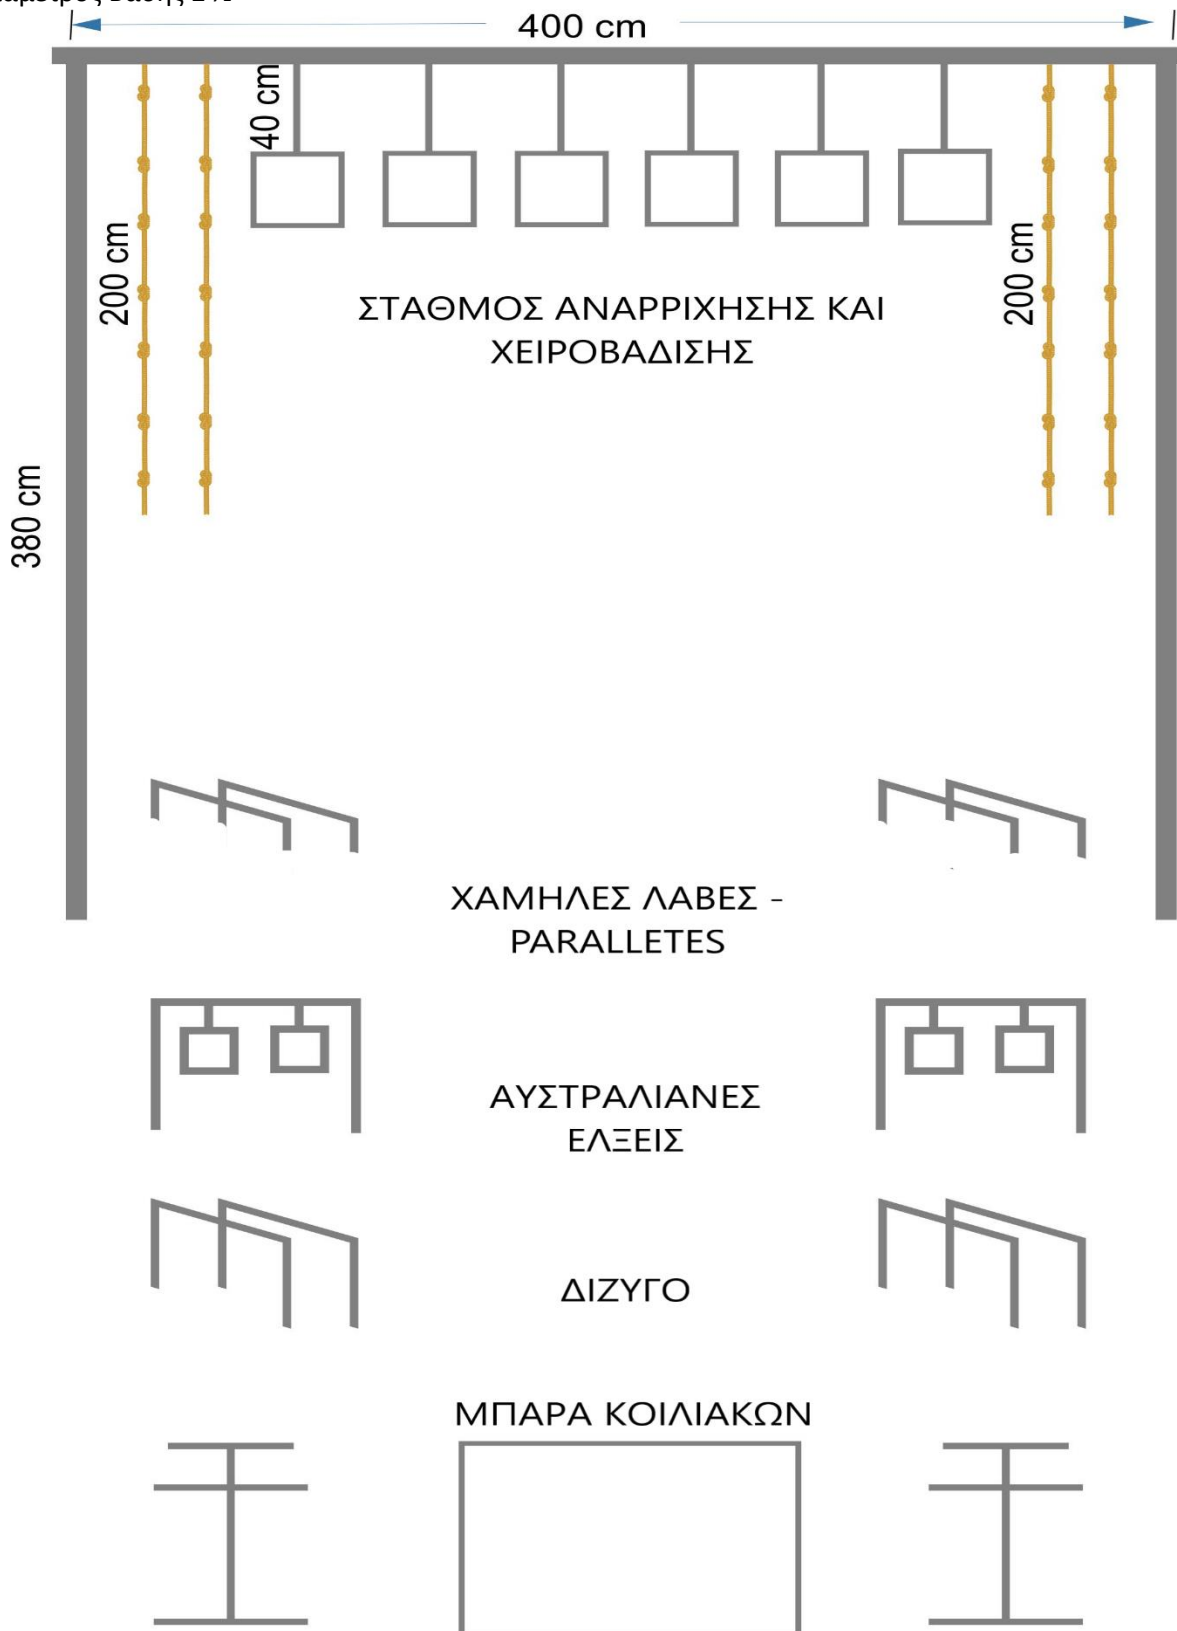 400 cm
40 cm
200 cm
200 cm
ΣΤΑΘΜΟΣ ΑΝΑΡΡΙΧΗΣΗΣ ΚΑΙ
ΧΕΙΡΟΒΑΔΙΣΗΣ
380 cm
ΧΑΜΗΛΕΣ ΛΑΒΕΣ -
PARALLETES
ΑΥΣΤΡΑΛΙΑΝΕΣ
ΕΛΞΕΙΣ
ΔΙΖΥΓΟ
ΜΠΑΡΑ ΚΟΙΛΙΑΚΩΝ